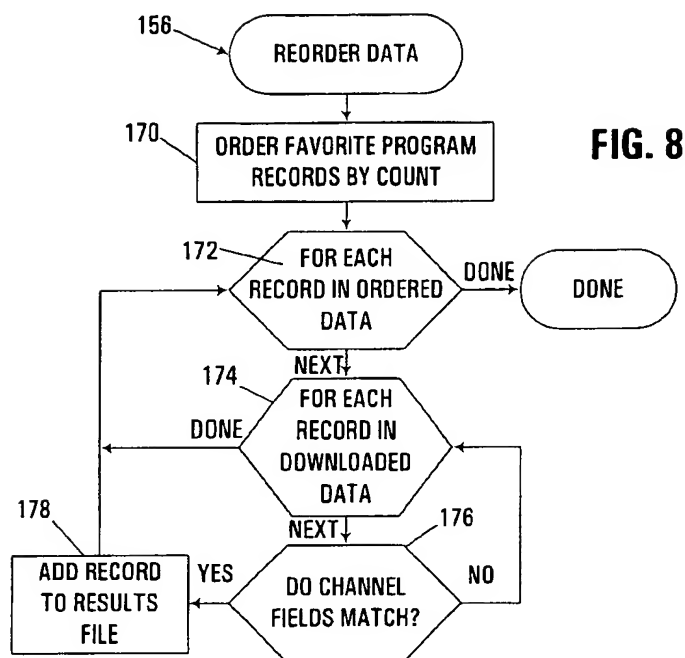 156
REORDER DATA
170
ORDER FAVORITE PROGRAM
RECORDS BY COUNT
FIG. 8
172
FOR EACH
RECORD IN ORDERED
DATA
DONE
DONE
NEXT
174
FOR EACH
RECORD IN
DOWNLOADED
DATA
DONE
NEXT
176
178
ADD RECORD
TO RESULTS
FILE
YES
DO CHANNEL
FIELDS MATCH?
NO